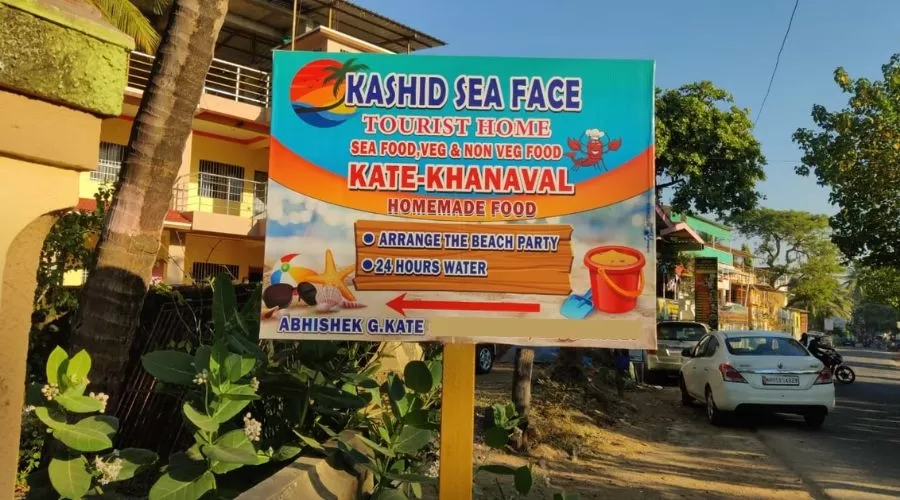 KASHID SEA FACE
TOURIST HOME
SEA FOOD,VEG & NON VEG FOOD
KATE-KHANAVAL
HOMEMADE FOOD
ARRANGE THE BEACH PARTY
24 HOURS WATER
ABHISHEK G.KATE